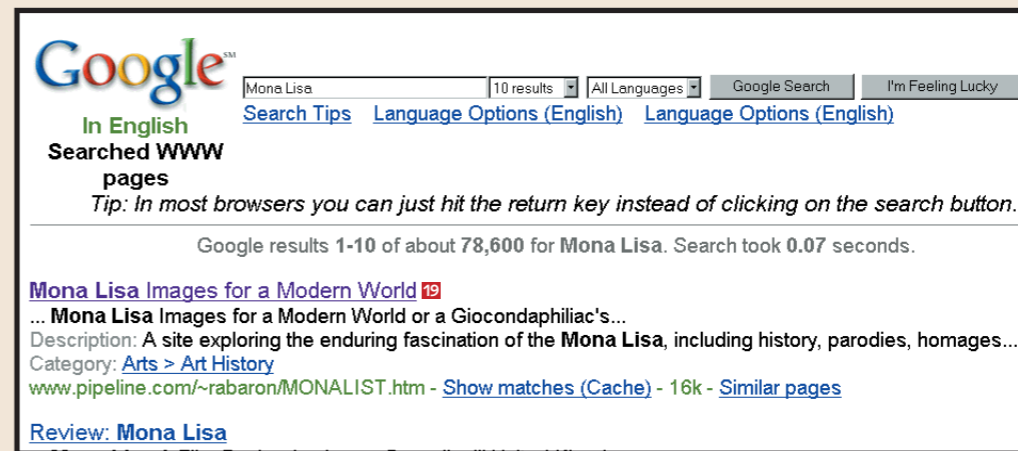 Google SM
Mona Lisa 10 results All Languages Google Search I'm Feeling Lucky
Search Tips Language Options (English) Language Options (English)
In English
Searched WWW
pages
Tip: In most browsers you can just hit the return key instead of clicking on the search button.
Google results 1-10 of about 78,600 for Mona Lisa. Search took 0.07 seconds.
Mona Lisa Images for a Modern World 19
... Mona Lisa Images for a Modern World or a Giocondaphiliac's...
Description: A site exploring the enduring fascination of the Mona Lisa, including history, parodies, homages...
Category: Arts > Art History
www.pipeline.com/~rabaron/MONALIST.htm - Show matches (Cache) - 16k - Similar pages
Review: Mona Lisa